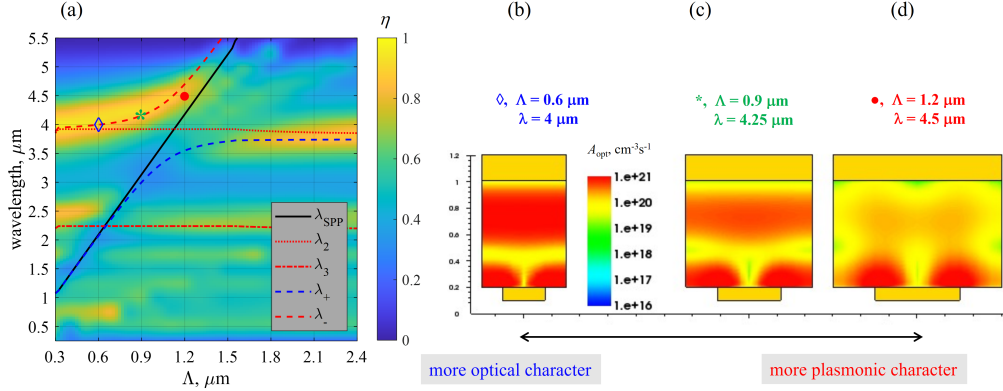 (a)
η
(b)
(c)
(d)
5.5
5
4.5
4
3.5
3
2.5
2
1.5
1
0.5
wavelength, μm
0.3 0.6 0.9 1.2 1.5 1.8 2.1 2.4
Λ, μm
λSPP
λ2
λ3
λ+
λ-
1
0.8
0.6
0.4
0.2
0
◊, Λ = 0.6 μm
λ = 4 μm
*, Λ = 0.9 μm
λ = 4.25 μm
●, Λ = 1.2 μm
λ = 4.5 μm
1.2
1
0.8
0.6
0.4
0.2
0
Aopt, cm-3s-1
1.e+21
1.e+20
1.e+19
1.e+18
1.e+17
1.e+16
more optical character
more plasmonic character